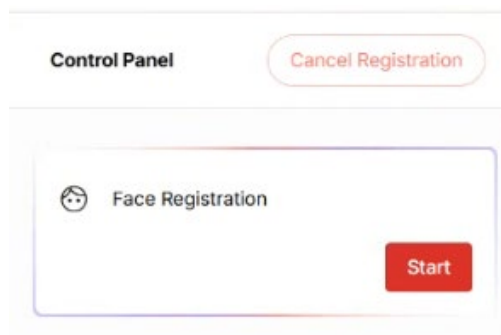 Control Panel
Cancel Registration
Face Registration
Start